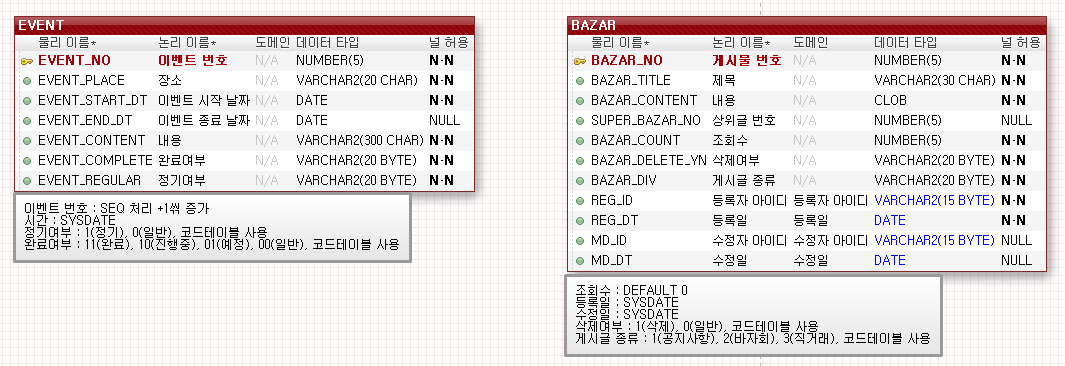 EVENT
물리 이름* 논리 이름* 도메인 데이터 타입 널 허용
EVENT_NO 이벤트 번호 N/A NUMBER(5) N·N
EVENT_PLACE 장소 N/A VARCHAR2(20 CHAR) N·N
EVENT_START_DT 이벤트 시작 날짜 N/A DATE N·N
EVENT_END_DT 이벤트 종료 날짜 N/A DATE NULL
EVENT_CONTENT 내용 N/A VARCHAR2(300 CHAR) N·N
EVENT_COMPLETE 완료여부 N/A VARCHAR2(20 BYTE) N·N
EVENT_REGULAR 정기여부 N/A VARCHAR2(20 BYTE) N·N
이벤트 번호 : SEQ 처리 +1씩 증가
시간 : SYSDATE
정기여부 : 1(정기), 0(일반), 코드테이블 사용
완료여부 : 11(완료), 10(진행중), 01(예정), 00(일반), 코드테이블 사용
BAZAR
물리 이름* 논리 이름* 도메인 데이터 타입 널 허용
BAZAR_NO 게시물 번호 N/A NUMBER(5) N·N
BAZAR_TITLE 제목 N/A VARCHAR2(30 CHAR) N·N
BAZAR_CONTENT 내용 N/A CLOB N·N
SUPER_BAZAR_NO 상위글 번호 N/A NUMBER(5) NULL
BAZAR_COUNT 조회수 N/A NUMBER(5) N·N
BAZAR_DELETE_YN 삭제여부 N/A VARCHAR2(20 BYTE) N·N
BAZAR_DIV 게시글 종류 N/A VARCHAR2(20 BYTE) N·N
REG_ID 등록자 아이디 등록자 아이디 VARCHAR2(15 BYTE) N·N
REG_DT 등록일 등록일 DATE N·N
MD_ID 수정자 아이디 수정자 아이디 VARCHAR2(15 BYTE) NULL
MD_DT 수정일 수정일 DATE NULL
조회수 : DEFAULT 0
등록일 : SYSDATE
수정일 : SYSDATE
삭제여부 : 1(삭제), 0(일반), 코드테이블 사용
게시글 종류 : 1(공지사항), 2(바자회), 3(직거래), 코드테이블 사용